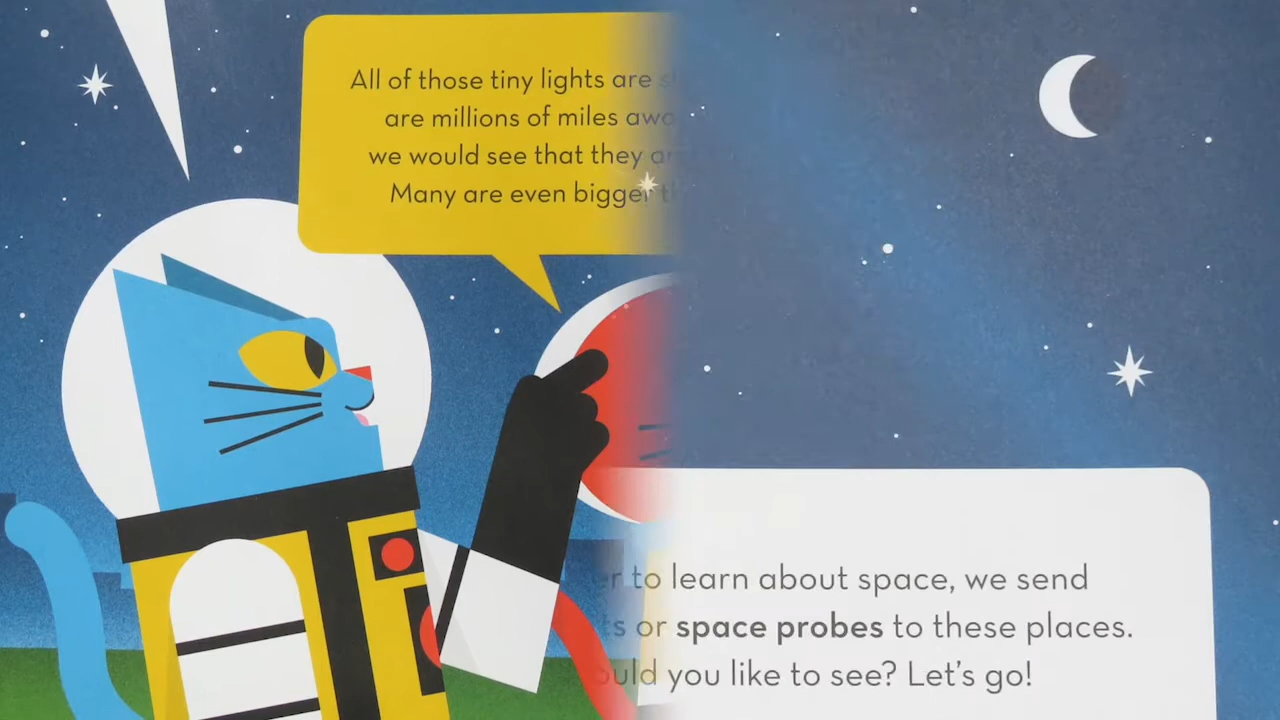 All of those tiny lights are
are millions of miles
we would see that they
Many are even bigger
to learn about space, we send
or space probes to these places.
you like to see? Let's go!